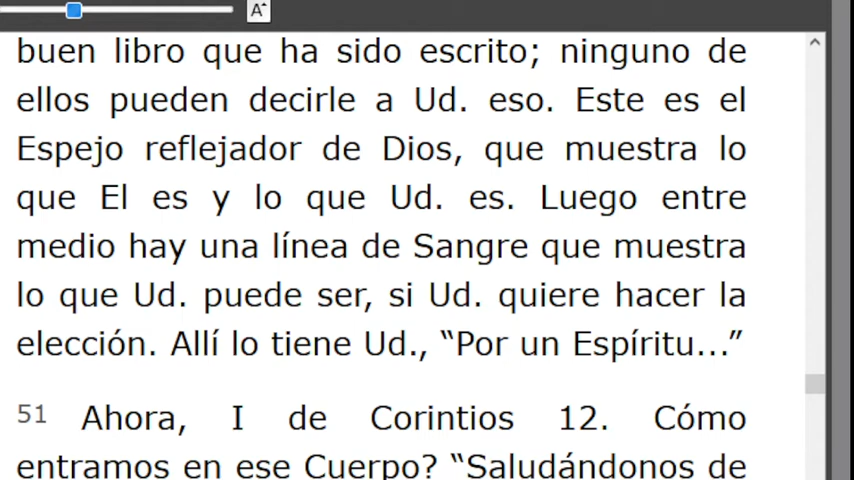 A
buen libro que ha sido escrito; ninguno de
ellos pueden decirle a Ud. eso. Este es el
Espejo reflejador de Dios, que muestra lo
que El es y lo que Ud. es. Luego entre
medio hay una línea de Sangre que muestra
lo que Ud. puede ser, si Ud. quiere hacer la
elección. Allí lo tiene Ud., “Por un Espíritu...”
51 Ahora, I de Corintios 12. Cómo
entramos en ese Cuerpo? “Saludándonos de